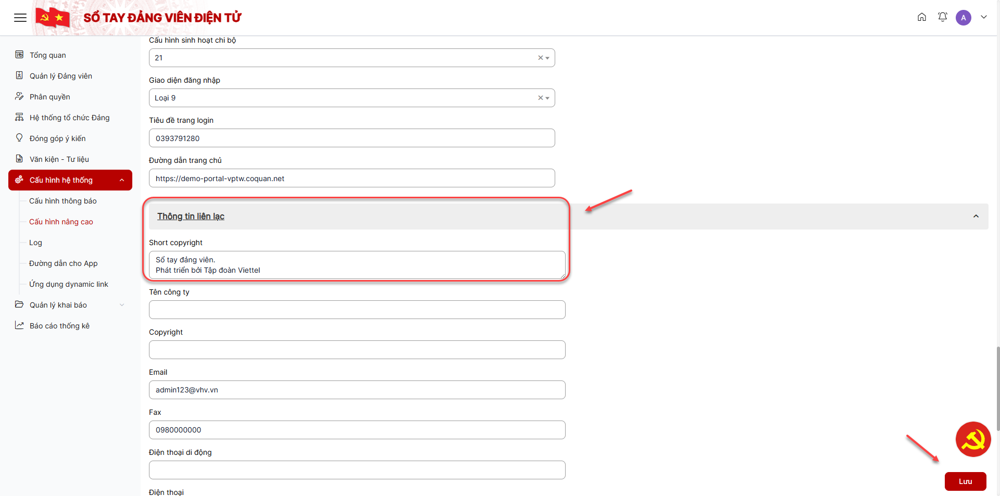 SỔ TAY ĐẢNG VIÊN ĐIỆN TỬ
A
Tổng quan
Quản lý Đảng viên
Phân quyền
Hệ thống tổ chức Đảng
Đóng góp ý kiến
Văn kiện - Tư liệu
Cấu hình hệ thống
Cấu hình thông báo
Cấu hình nâng cao
Log
Đường dẫn cho App
Ứng dụng dynamic link
Quản lý khai báo
Báo cáo thống kê
Cấu hình sinh hoạt chi bộ
21
Giao diện đăng nhập
Loại 9
Tiêu đề trang login
0393791280
Đường dẫn trang chủ
https://demo-portal-vptw.coquan.net
Thông tin liên lạc
Short copyright
Sổ tay đảng viên.
Phát triển bởi Tập đoàn Viettel
Tên công ty
Copyright
Email
admin123@vhv.vn
Fax
0980000000
Điện thoại di động
Điện thoại
Lưu